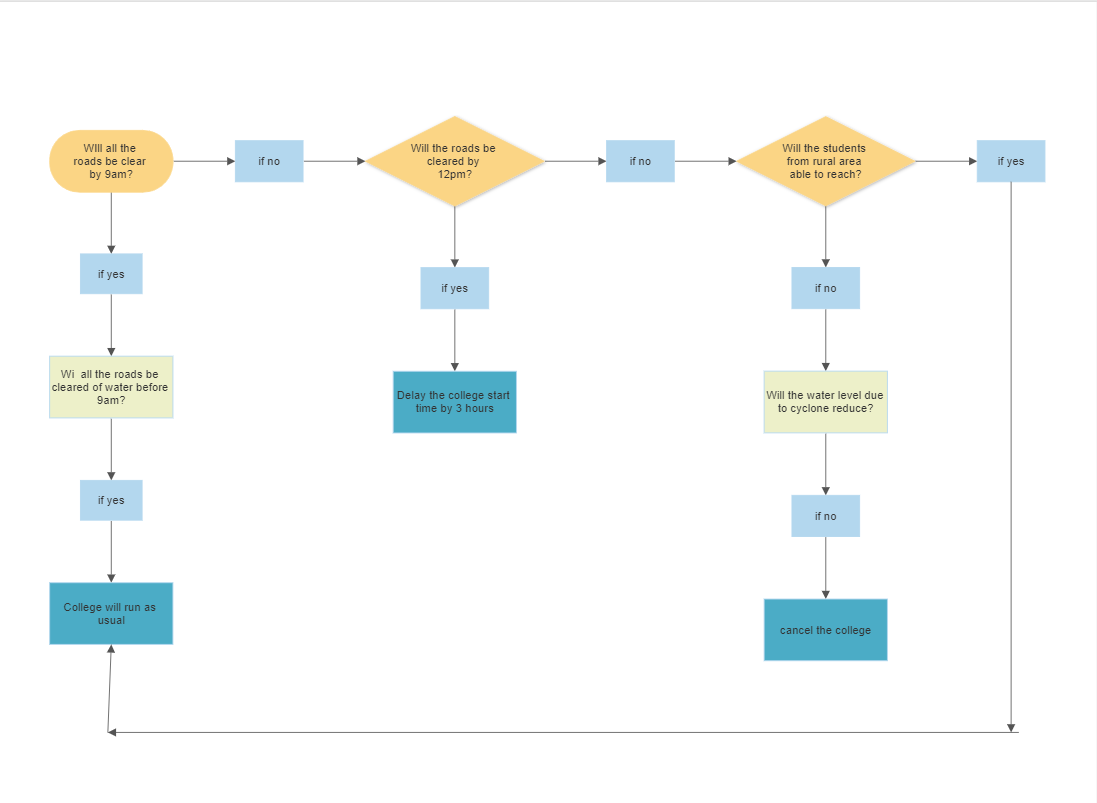 WIll all the
roads be clear
by 9am?
if no
Will the roads be
cleared by
12pm?
if no
Will the students
from rural area
able to reach?
if yes
if yes
if yes
if no
Wi  all the roads be
cleared of water before
9am?
Delay the college start
time by 3 hours
Will the water level due
to cyclone reduce?
if yes
if no
College will run as
usual
cancel the college